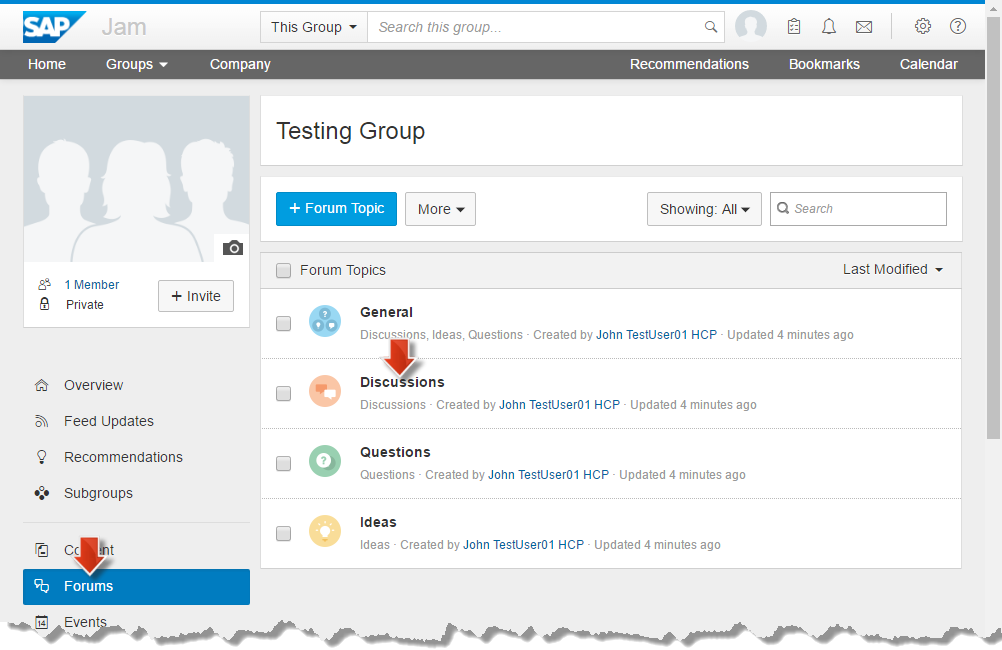 SAP Jam This Group Search this group...
Home Groups Company Recommendations Bookmarks Calendar
Testing Group
+ Forum Topic More Showing: All Search
1 Member
Private
+ Invite
Forum Topics Last Modified
General
Discussions, Ideas, Questions · Created by John TestUser01 HCP · Updated 4 minutes ago
Discussions
Discussions · Created by John TestUser01 HCP · Updated 4 minutes ago
Questions
Questions · Created by John TestUser01 HCP · Updated 4 minutes ago
Ideas
Ideas · Created by John TestUser01 HCP · Updated 4 minutes ago
Overview
Feed Updates
Recommendations
Subgroups
Content
Forums
14 Events